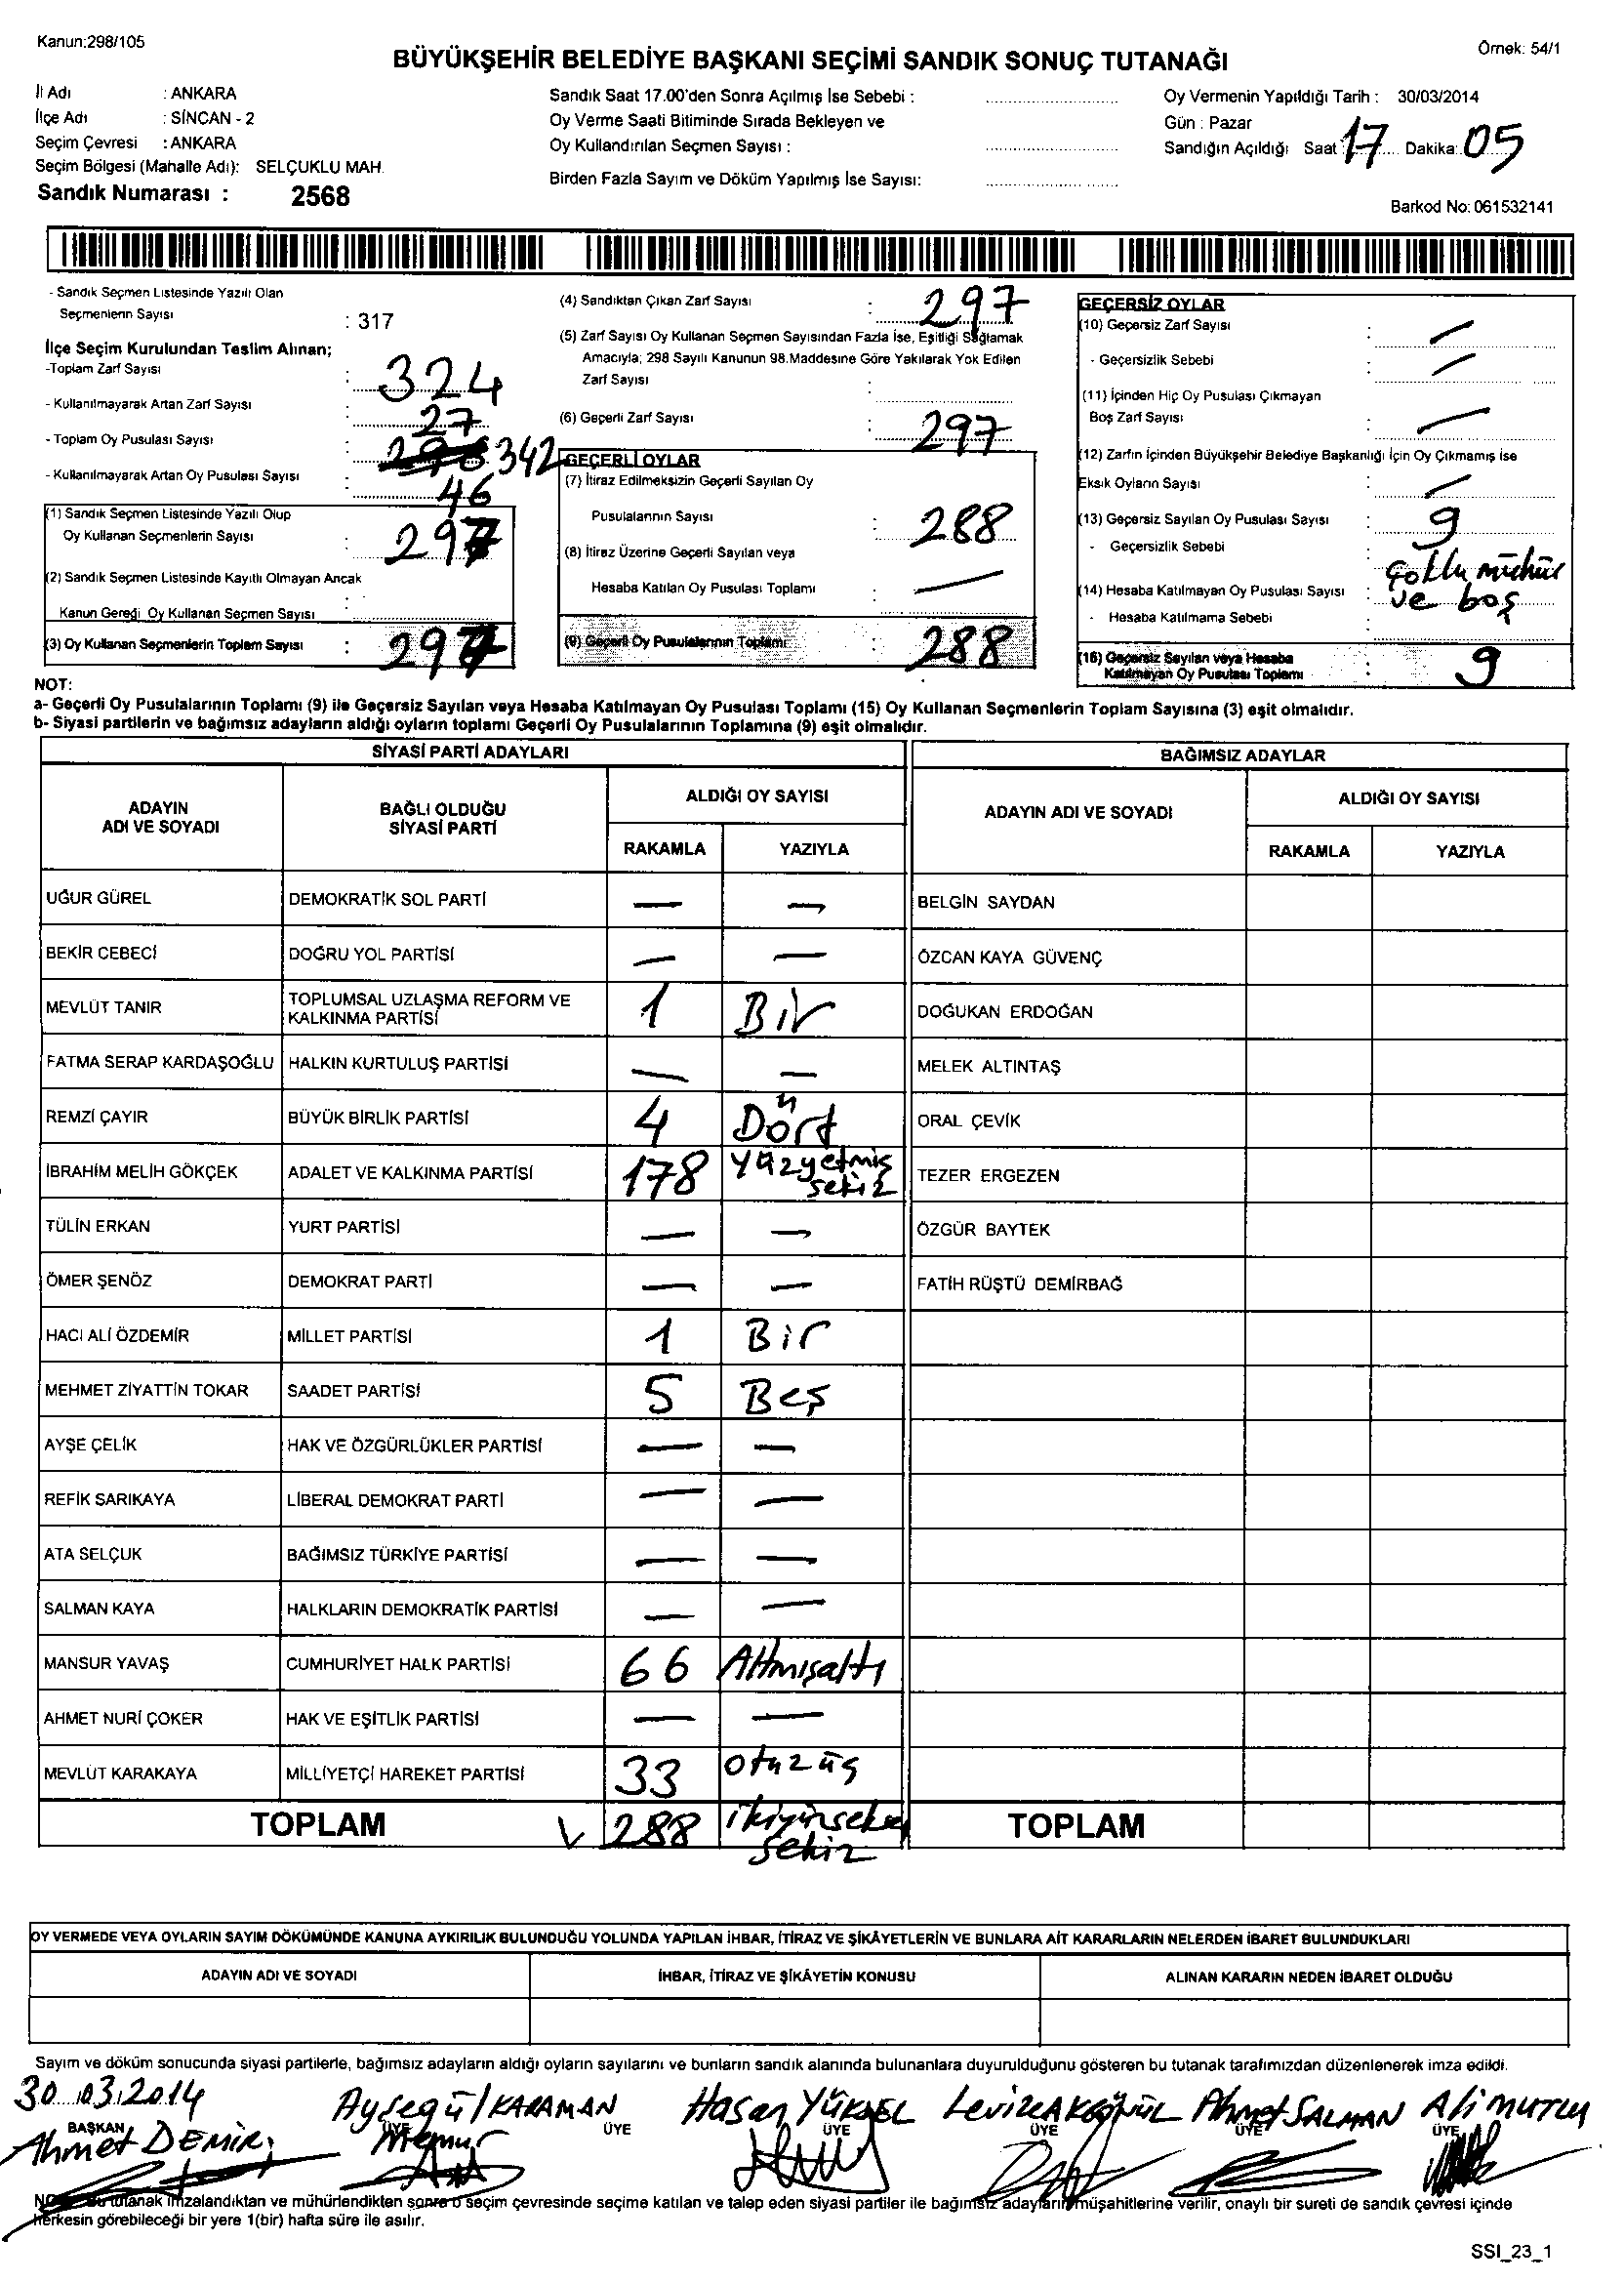 Kanun:298/105
Örnek: 54/1
BÜYÜKŞEHİR BELEDİYE BAŞKANI SEÇİMİ SANDIK SONUÇ TUTANAĞI
İl Adı : ANKARA
İlçe Adı : SİNCAN - 2
Seçim Çevresi : ANKARA
Seçim Bölgesi (Mahalle Adı): SELÇUKLU MAH.
Sandık Numarası : 2568
Sandık Saat 17.00'den Sonra Açılmış İse Sebebi :
Oy Verme Saati Bitiminde Sırada Bekleyen ve
Oy Kullandırılan Seçmen Sayısı :
Birden Fazla Sayım ve Döküm Yapılmış İse Sayısı:
Oy Vermenin Yapıldığı Tarih : 30/03/2014
Gün : Pazar
Sandığın Açıldığı Saat : 17 Dakika: 05
Barkod No: 061532141
- Sandık Seçmen Listesinde Yazılı Olan
Seçmenlerin Sayısı : 317
İlçe Seçim Kurulundan Teslim Alınan;
-Toplam Zarf Sayısı : 324
- Kullanılmayarak Artan Zarf Sayısı : 27
- Toplam Oy Pusulası Sayısı : 342
- Kullanılmayarak Artan Oy Pusulası Sayısı : 46
(1) Sandık Seçmen Listesinde Yazılı Olup
Oy Kullanan Seçmenlerin Sayısı : 297
(2) Sandık Seçmen Listesinde Kayıtlı Olmayan Ancak
Kanun Gereği Oy Kullanan Seçmen Sayısı :
(3) Oy Kullanan Seçmenlerin Toplam Sayısı : 297
(4) Sandıktan Çıkan Zarf Sayısı : 297
(5) Zarf Sayısı Oy Kullanan Seçmen Sayısından Fazla İse, Eşitliği Sağlamak
Amacıyla; 298 Sayılı Kanunun 98.Maddesine Göre Yakılarak Yok Edilen
Zarf Sayısı :
(6) Geçerli Zarf Sayısı : 297
GEÇERLİ OYLAR
(7) İtiraz Edilmeksizin Geçerli Sayılan Oy
Pusulalarının Sayısı : 288
(8) İtiraz Üzerine Geçerli Sayılan veya
Hesaba Katılan Oy Pusulası Toplamı : —
(9) Geçerli Oy Pusulalarının Toplamı : 288
GEÇERSİZ OYLAR
(10) Geçersiz Zarf Sayısı : —
- Geçersizlik Sebebi : —
(11) İçinden Hiç Oy Pusulası Çıkmayan
Boş Zarf Sayısı : —
(12) Zarfın İçinden Büyükşehir Belediye Başkanlığı İçin Oy Çıkmamış ise
Eksik Oyların Sayısı : —
(13) Geçersiz Sayılan Oy Pusulası Sayısı : 9
- Geçersizlik Sebebi : Çoklu mühür
(14) Hesaba Katılmayan Oy Pusulası Sayısı : ve boş
- Hesaba Katılmama Sebebi :
(15) Geçersiz Sayılan veya Hesaba
Katılmayan Oy Pusulası Toplamı : 9
NOT:
a- Geçerli Oy Pusulalarının Toplamı (9) ile Geçersiz Sayılan veya Hesaba Katılmayan Oy Pusulası Toplamı (15) Oy Kullanan Seçmenlerin Toplam Sayısına (3) eşit olmalıdır.
b- Siyasi partilerin ve bağımsız adayların aldığı oyların toplamı Geçerli Oy Pusulalarının Toplamına (9) eşit olmalıdır.
SİYASİ PARTİ ADAYLARI
ADAYIN ADI VE SOYADI
BAĞLI OLDUĞU SİYASİ PARTİ
ALDIĞI OY SAYISI
RAKAMLA YAZIYLA
UĞUR GÜREL DEMOKRATİK SOL PARTİ — —
BEKİR CEBECİ DOĞRU YOL PARTİSİ — —
MEVLÜT TANIR TOPLUMSAL UZLAŞMA REFORM VE KALKINMA PARTİSİ 1 Bir
FATMA SERAP KARDAŞOĞLU HALKIN KURTULUŞ PARTİSİ — —
REMZİ ÇAYIR BÜYÜK BİRLİK PARTİSİ 4 Dört
İBRAHİM MELİH GÖKÇEK ADALET VE KALKINMA PARTİSİ 178 Yüzyetmiş sekiz
TÜLİN ERKAN YURT PARTİSİ — —
ÖMER ŞENÖZ DEMOKRAT PARTİ — —
HACI ALİ ÖZDEMİR MİLLET PARTİSİ 1 Bir
MEHMET ZİYATTİN TOKAR SAADET PARTİSİ 5 Beş
AYŞE ÇELİK HAK VE ÖZGÜRLÜKLER PARTİSİ — —
REFİK SARIKAYA LİBERAL DEMOKRAT PARTİ — —
ATA SELÇUK BAĞIMSIZ TÜRKİYE PARTİSİ — —
SALMAN KAYA HALKLARIN DEMOKRATİK PARTİSİ — —
MANSUR YAVAŞ CUMHURİYET HALK PARTİSİ 66 Altmışaltı
AHMET NURİ ÇOKER HAK VE EŞİTLİK PARTİSİ — —
MEVLÜT KARAKAYA MİLLİYETÇİ HAREKET PARTİSİ 33 otuzüç
TOPLAM 288
sekiz
BAĞIMSIZ ADAYLAR
ADAYIN ADI VE SOYADI
ALDIĞI OY SAYISI
RAKAMLA YAZIYLA
BELGİN SAYDAN
ÖZCAN KAYA GÜVENÇ
DOĞUKAN ERDOĞAN
MELEK ALTINTAŞ
ORAL ÇEVİK
TEZER ERGEZEN
ÖZGÜR BAYTEK
FATİH RÜŞTÜ DEMİRBAĞ
TOPLAM
OY VERMEDE VEYA OYLARIN SAYIM DÖKÜMÜNDE KANUNA AYKIRILIK BULUNDUĞU YOLUNDA YAPILAN İHBAR, İTİRAZ VE ŞİKÂYETLERİN VE BUNLARA AİT KARARLARIN NELERDEN İBARET BULUNDUKLARI
ADAYIN ADI VE SOYADI
İHBAR, İTİRAZ VE ŞİKÂYETİN KONUSU
ALINAN KARARIN NEDEN İBARET OLDUĞU
Sayım ve döküm sonucunda siyasi partilerle, bağımsız adayların aldığı oyların sayılarını ve bunların sandık alanında bulunanlara duyurulduğunu gösteren bu tutanak tarafımızdan düzenlenerek imza edildi.
30.03.2014 Ayşegül KARAMAN Hasan YÜKSEL Ahmet SALMAN Ali MUTLU
BAŞKAN ÜYE ÜYE ÜYE ÜYE ÜYE ÜYE
Ahmet DEMİR Memur
NOT: Bu tutanak imzalandıktan ve mühürlendikten sonra o seçim çevresinde seçime katılan ve talep eden siyasi partiler ile bağımsız adayların müşahitlerine verilir, onaylı bir sureti de sandık çevresi içinde
herkesin görebileceği bir yere 1(bir) hafta süre ile asılır.
SSI_23_1